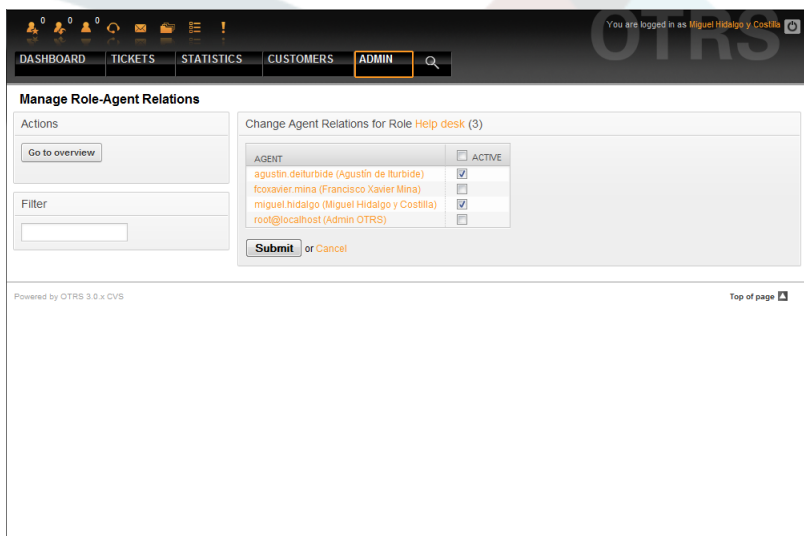 0 0 0
You are logged in as Miguel Hidalgo y Costilla
OTRS
DASHBOARD TICKETS STATISTICS CUSTOMERS ADMIN
Manage Role-Agent Relations
Actions
Go to overview
Filter
Change Agent Relations for Role Help desk (3)
AGENT ACTIVE
agustin.deiturbide (Agustín de Iturbide)
fcoxavier.mina (Francisco Xavier Mina)
miguel.hidalgo (Miguel Hidalgo y Costilla)
root@localhost (Admin OTRS)
Submit or Cancel
Powered by OTRS 3.0.x CVS
Top of page